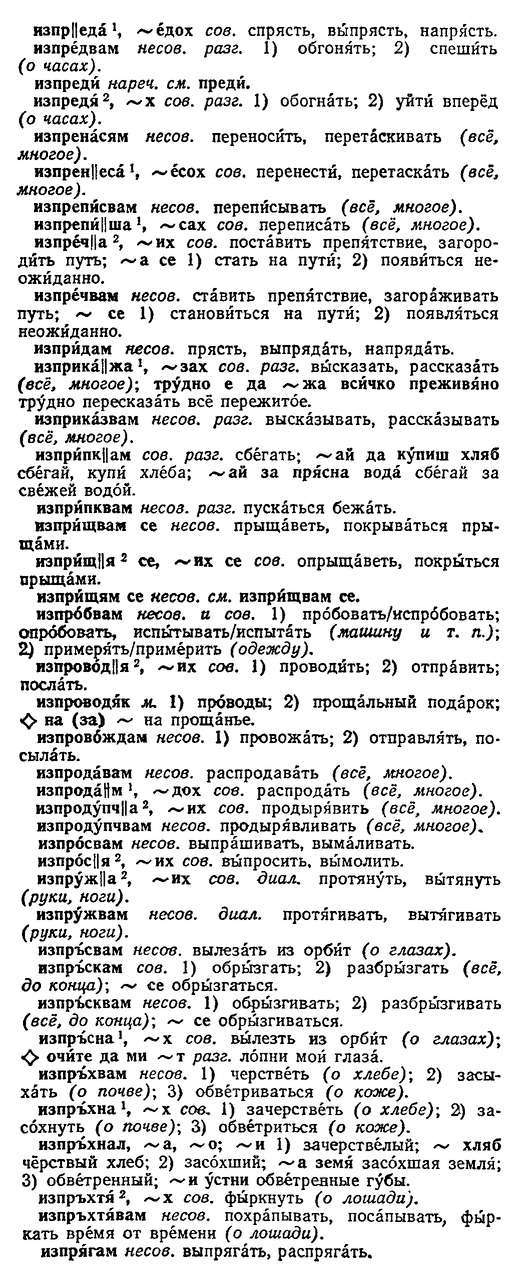 изпр||еда́ ¹, ~е́дох сов. спрясть, вы́прясть, напря́сть.
изпреда́вам несов. разг. 1) обгоня́ть; 2) спеши́ть
(о часах).
изпреди́ нареч. см. преди́.
изпредя́ ², ~х сов. разг. 1) обогна́ть; 2) уйти́ вперёд
(о часах).
изпрена́сям несов. переноси́ть, перета́скивать (всё,
многое).
изпрен||еса́ ¹, ~е́сох сов. перенести́, перетаска́ть (всё,
многое).
изпрепи́свам несов. перепи́сывать (всё, многое).
изпрепи́||ша ¹, ~сах сов. переписа́ть (всё, многое).
изпре́ч||а ², ~их сов. поста́вить препя́тствие, загоро-
ди́ть путь; ~а се 1) стать на пути́; 2) появи́ться не-
ожи́данно.
изпре́чвам несов. ста́вить препя́тствие, загора́живать
путь; ~ се 1) станови́ться на пути́; 2) появля́ться
неожи́данно.
изпри́дам несов. прясть, выпряда́ть, напряда́ть.
изприка́||жа ¹, ~зах сов. разг. вы́сказать, рассказа́ть
(всё, многое); тру́дно е да ~жа вси́чко преживя́но
тру́дно пересказа́ть всё пережи́тое.
изприка́звам несов. разг. выска́зывать, расска́зывать
(всё, многое).
изпри́пк||ам сов. разг. сбе́гать; ~ай да ку́пиш хляб
сбе́гай, купи́ хле́ба; ~ай за пря́сна вода́ сбе́гай за
све́жей водо́й.
изпри́пквам несов. разг. пуска́ться бежа́ть.
изпри́щвам се несов. прыща́веть, покрыва́ться пры-
ща́ми.
изпри́щ||я ² се, ~их се сов. опрыща́веть, покры́ться
прыща́ми.
изпри́щям се несов. см. изпри́щвам се.
изпро́бвам несов. и сов. 1) про́бовать/испро́бовать;
опро́бовать, испы́тывать/испыта́ть (машину и т. п.);
2) примеря́ть/приме́рить (одежду).
изпрово́д||я ², ~их сов. 1) проводи́ть; 2) отпра́вить;
посла́ть.
изпроводя́к м. 1) про́воды; 2) проща́льный пода́рок;
◇ на (за) ~ на проща́нье.
изпрово́ждам несов. 1) провожа́ть; 2) отправля́ть, по-
сыла́ть.
изпрода́вам несов. распродава́ть (всё, многое).
изпрода́||м ¹, ~дох сов. распрода́ть (всё, многое).
изпроду́пч||а ², ~их сов. продыря́вить (всё, многое).
изпроду́пчвам несов. продыря́вливать (всё, многое).
изпро́свам несов. выпра́шивать, выма́ливать.
изпро́с||я ², ~их сов. вы́просить, вы́молить.
изпру́ж||а ², ~их сов. диал. протяну́ть, вы́тянуть
(руки, ноги).
изпру́жвам несов. диал. протя́гивать, вытя́гивать
(руки, ноги).
изпръ́свам несов. вылеза́ть из орби́т (о глазах).
изпръ́скам сов. 1) обры́згать; 2) разбры́згать (всё,
до конца); ~ се обры́згаться.
изпръ́сквам несов. 1) обры́згивать; 2) разбры́згивать
(всё, до конца); ~ се обры́згиваться.
изпръ́сна ¹, ~х сов. вы́лезть из орби́т (о глазах);
◇ очи́те да ми ~т разг. ло́пни мои́ глаза́.
изпръ́хвам несов. 1) черстве́ть (о хлебе); 2) засы-
ха́ть (о почве); 3) обве́триваться (о коже).
изпръ́хна ¹, ~х сов. 1) зачерстве́ть (о хлебе); 2) за-
со́хнуть (о почве); 3) обве́триться (о коже).
изпръ́хнал, ~а, ~о; ~и 1) зачерстве́лый; ~ хляб
чёрствый хлеб; 2) засо́хший; ~а земя́ засо́хшая земля́;
3) обве́тренный; ~и у́стни обве́тренные гу́бы.
изпръхтя́ ², ~х сов. фы́ркнуть (о лошади).
изпръхтя́вам несов. похра́пывать, поса́пывать, фы́р-
кать вре́мя от вре́мени (о лошади).
изпря́гам несов. выпряга́ть, распряга́ть.